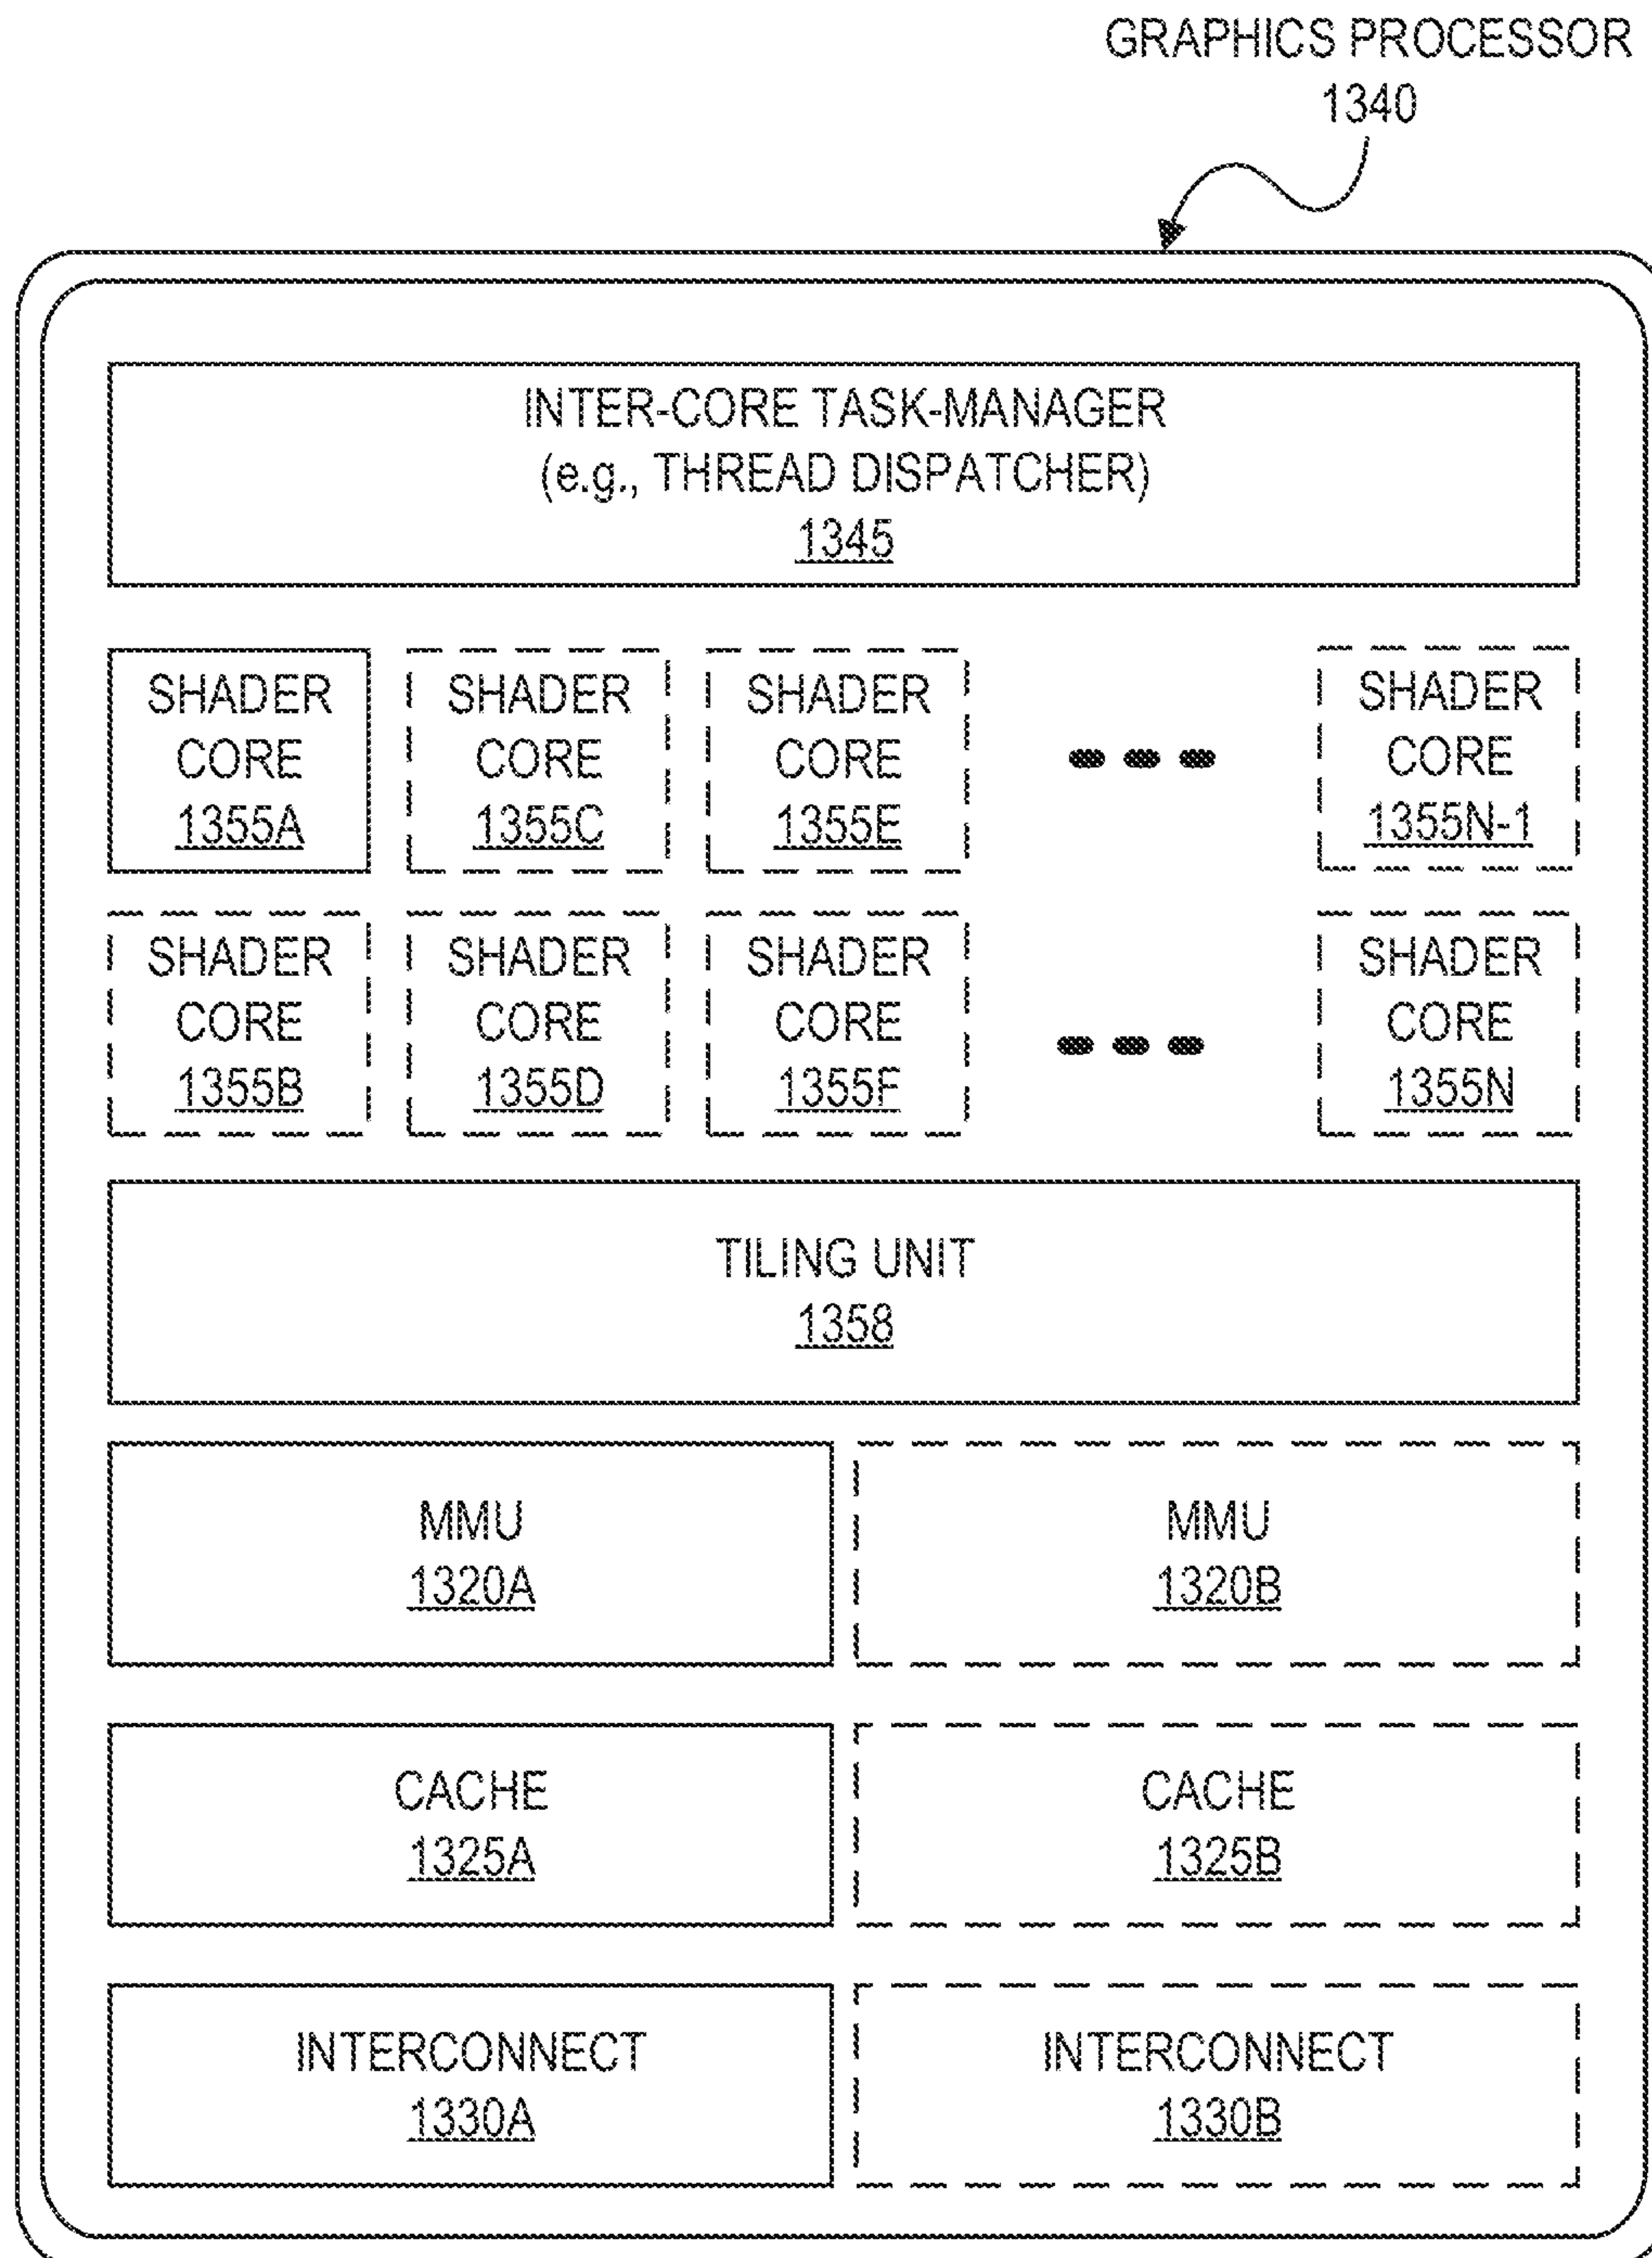 GRAPHICS PROCESSOR
1340
INTER-CORE TASK-MANAGER
(e.g., THREAD DISPATCHER)
1345
SHADER
CORE
1355A
SHADER
CORE
1355C
SHADER
CORE
1355E
SHADER
CORE
1355N-1
SHADER
CORE
1355B
SHADER
CORE
1355D
SHADER
CORE
1355F
SHADER
CORE
1355N
TILING UNIT
1358
MMU
1320A
MMU
1320B
CACHE
1325A
CACHE
1325B
INTERCONNECT
1330A
INTERCONNECT
1330B